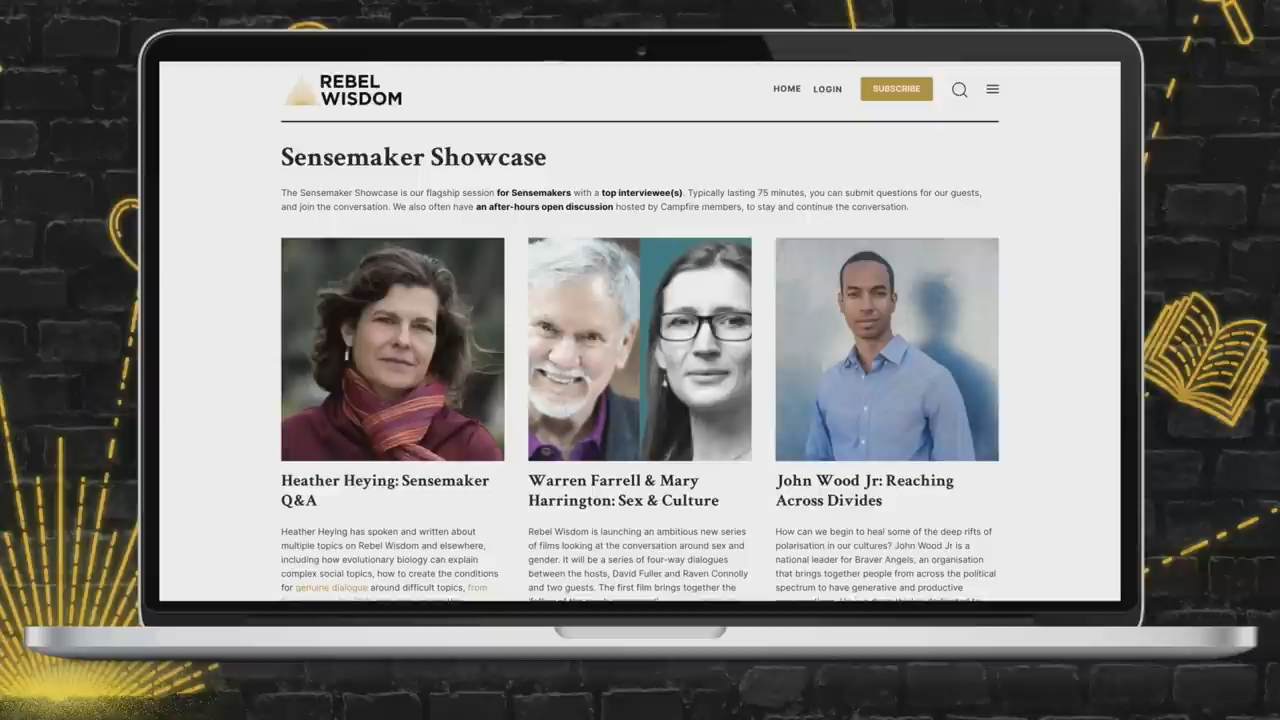 REBEL
WISDOM
HOME LOGIN SUBSCRIBE
Sensemaker Showcase
The Sensemaker Showcase is our flagship session for Sensemakers with a top interviewee(s). Typically lasting 75 minutes, you can submit questions for our guests,
and join the conversation. We also often have an after-hours open discussion hosted by Campfire members, to stay and continue the conversation.
Heather Heying: Sensemaker
Q&A
Heather Heying has spoken and written about
multiple topics on Rebel Wisdom and elsewhere,
including how evolutionary biology can explain
complex social topics, how to create the conditions
for genuine dialogue around difficult topics, from
Warren Farrell & Mary
Harrington: Sex & Culture
Rebel Wisdom is launching an ambitious new series
of films looking at the conversation around sex and
gender. It will be a series of four-way dialogues
between the hosts, David Fuller and Raven Connolly
and two guests. The first film brings together the
John Wood Jr: Reaching
Across Divides
How can we begin to heal some of the deep rifts of
polarisation in our cultures? John Wood Jr is a
national leader for Braver Angels, an organisation
that brings together people from across the political
spectrum to have generative and productive